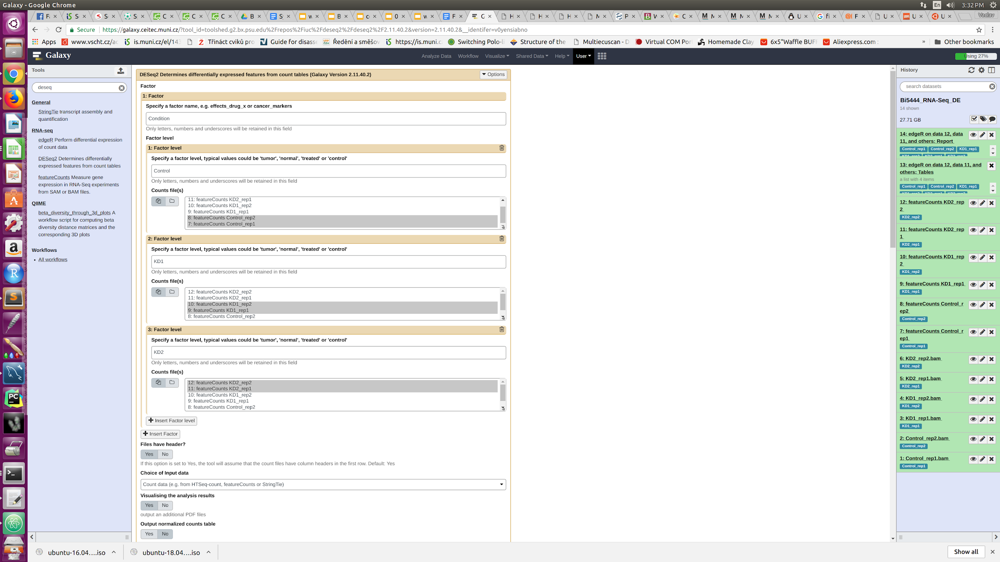 Galaxy - Google Chrome
En 3:32 PM
Vaclav
Secure https://galaxy.ceitec.muni.cz/?tool_id=toolshed.g2.bx.psu.edu%2Frepos%2Fiuc%2Fdeseq2%2Fdeseq2%2F2.11.40.2&version=2.11.40.2&__identifer=v0yensiabno
Apps www.vscht.cz/ac is.muni.cz/el/143 Třináct cviků pro Guide for disasse Ředění a směšov https://is.muni.c Switching Polo-li Structure of the Multiecuscan - D Virtual COM Por Homemade Clay 6x5"Waffle BUF Aliexpress.com : » Other bookmarks
Galaxy
Analyze Data Workflow Visualize Shared Data Help User
Using 27%
Tools
deseq
General
StringTie transcript assembly and
quantification
RNA-seq
edgeR Perform differential expression
of count data
DESeq2 Determines differentially
expressed features from count tables
featureCounts Measure gene
expression in RNA-Seq experiments
from SAM or BAM files.
QIIME
beta_diversity_through_3d_plots A
workflow script for computing beta
diversity distance matrices and the
corresponding 3D plots
Workflows
All workflows
DESeq2 Determines differentially expressed features from count tables (Galaxy Version 2.11.40.2)
Options
Factor
1: Factor
Specify a factor name, e.g. effects_drug_x or cancer_markers
Condition
Only letters, numbers and underscores will be retained in this field
Factor level
1: Factor level
Specify a factor level, typical values could be 'tumor', 'normal', 'treated' or 'control'
Control
Only letters, numbers and underscores will be retained in this field
Counts file(s)
11: featureCounts KD2_rep1
10: featureCounts KD1_rep2
9: featureCounts KD1_rep1
8: featureCounts Control_rep2
7: featureCounts Control_rep1
2: Factor level
Specify a factor level, typical values could be 'tumor', 'normal', 'treated' or 'control'
KD1
Only letters, numbers and underscores will be retained in this field
Counts file(s)
12: featureCounts KD2_rep2
11: featureCounts KD2_rep1
10: featureCounts KD1_rep2
9: featureCounts KD1_rep1
8: featureCounts Control_rep2
3: Factor level
Specify a factor level, typical values could be 'tumor', 'normal', 'treated' or 'control'
KD2
Only letters, numbers and underscores will be retained in this field
Counts file(s)
12: featureCounts KD2_rep2
11: featureCounts KD2_rep1
10: featureCounts KD1_rep2
9: featureCounts KD1_rep1
8: featureCounts Control_rep2
Insert Factor level
Insert Factor
Files have header?
Yes No
If this option is set to Yes, the tool will assume that the count files have column headers in the first row. Default: Yes
Choice of Input data
Count data (e.g. from HTSeq-count, featureCounts or StringTie)
Visualising the analysis results
Yes No
output an additional PDF files
Output normalized counts table
Yes No
History
search datasets
Bi5444_RNA-Seq_DE
14 shown
27.71 GB
14: edgeR on data 12, data
11, and others: Report
Control_rep1 Control_rep2 KD1_rep1
13: edgeR on data 12, data 11, and
others: Tables
a list with 4 items
Control_rep1 Control_rep2 KD1_rep1
12: featureCounts KD2_rep
2
KD2_rep2
11: featureCounts KD2_rep
1
KD2_rep1
10: featureCounts KD1_rep
2
KD1_rep2
9: featureCounts KD1_rep1
KD1_rep1
8: featureCounts Control_r
ep2
Control_rep2
7: featureCounts Control_r
ep1
Control_rep1
6: KD2_rep2.bam
KD2_rep2
5: KD2_rep1.bam
KD2_rep1
4: KD1_rep2.bam
KD1_rep2
3: KD1_rep1.bam
KD1_rep1
2: Control_rep2.bam
Control_rep2
1: Control_rep1.bam
Control_rep1
ubuntu-16.04....iso
ubuntu-18.04....iso
Show all